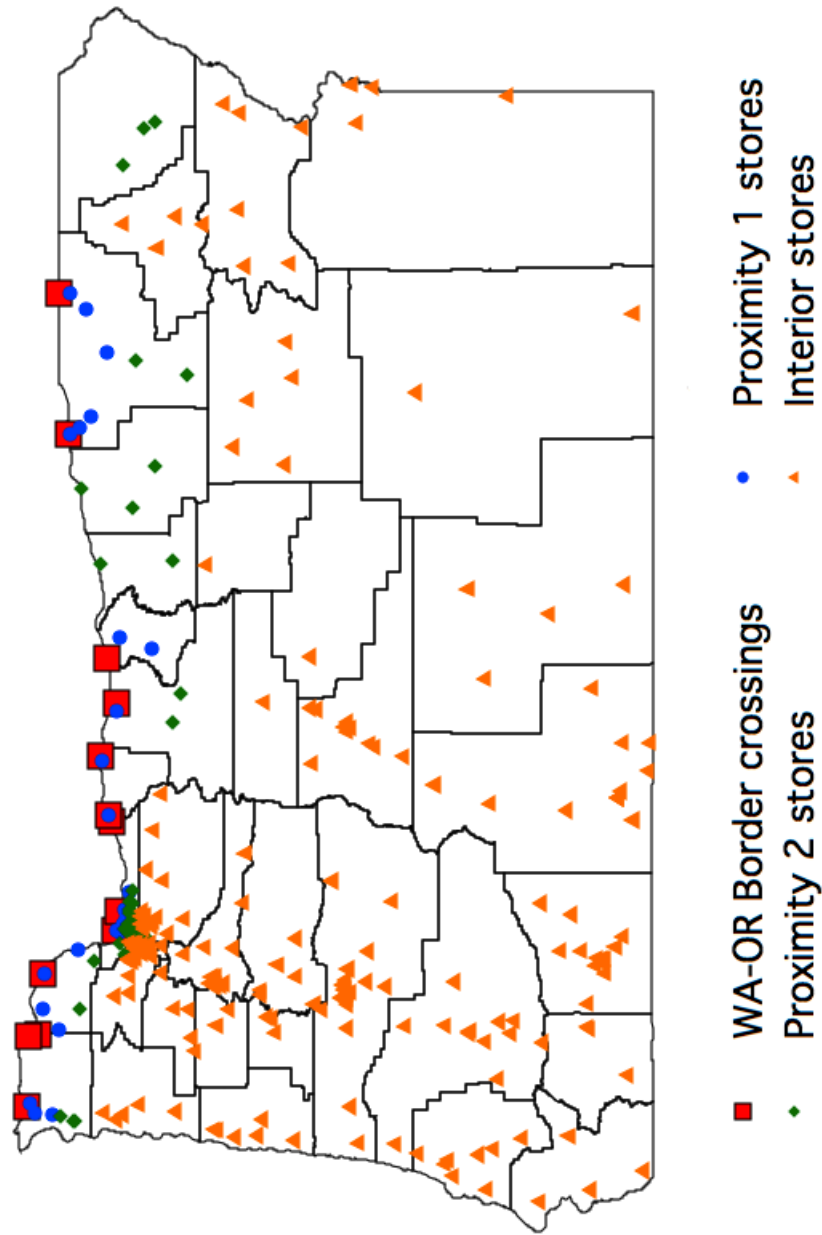 WA-OR Border crossings
Proximity 1 stores
Proximity 2 stores
Interior stores